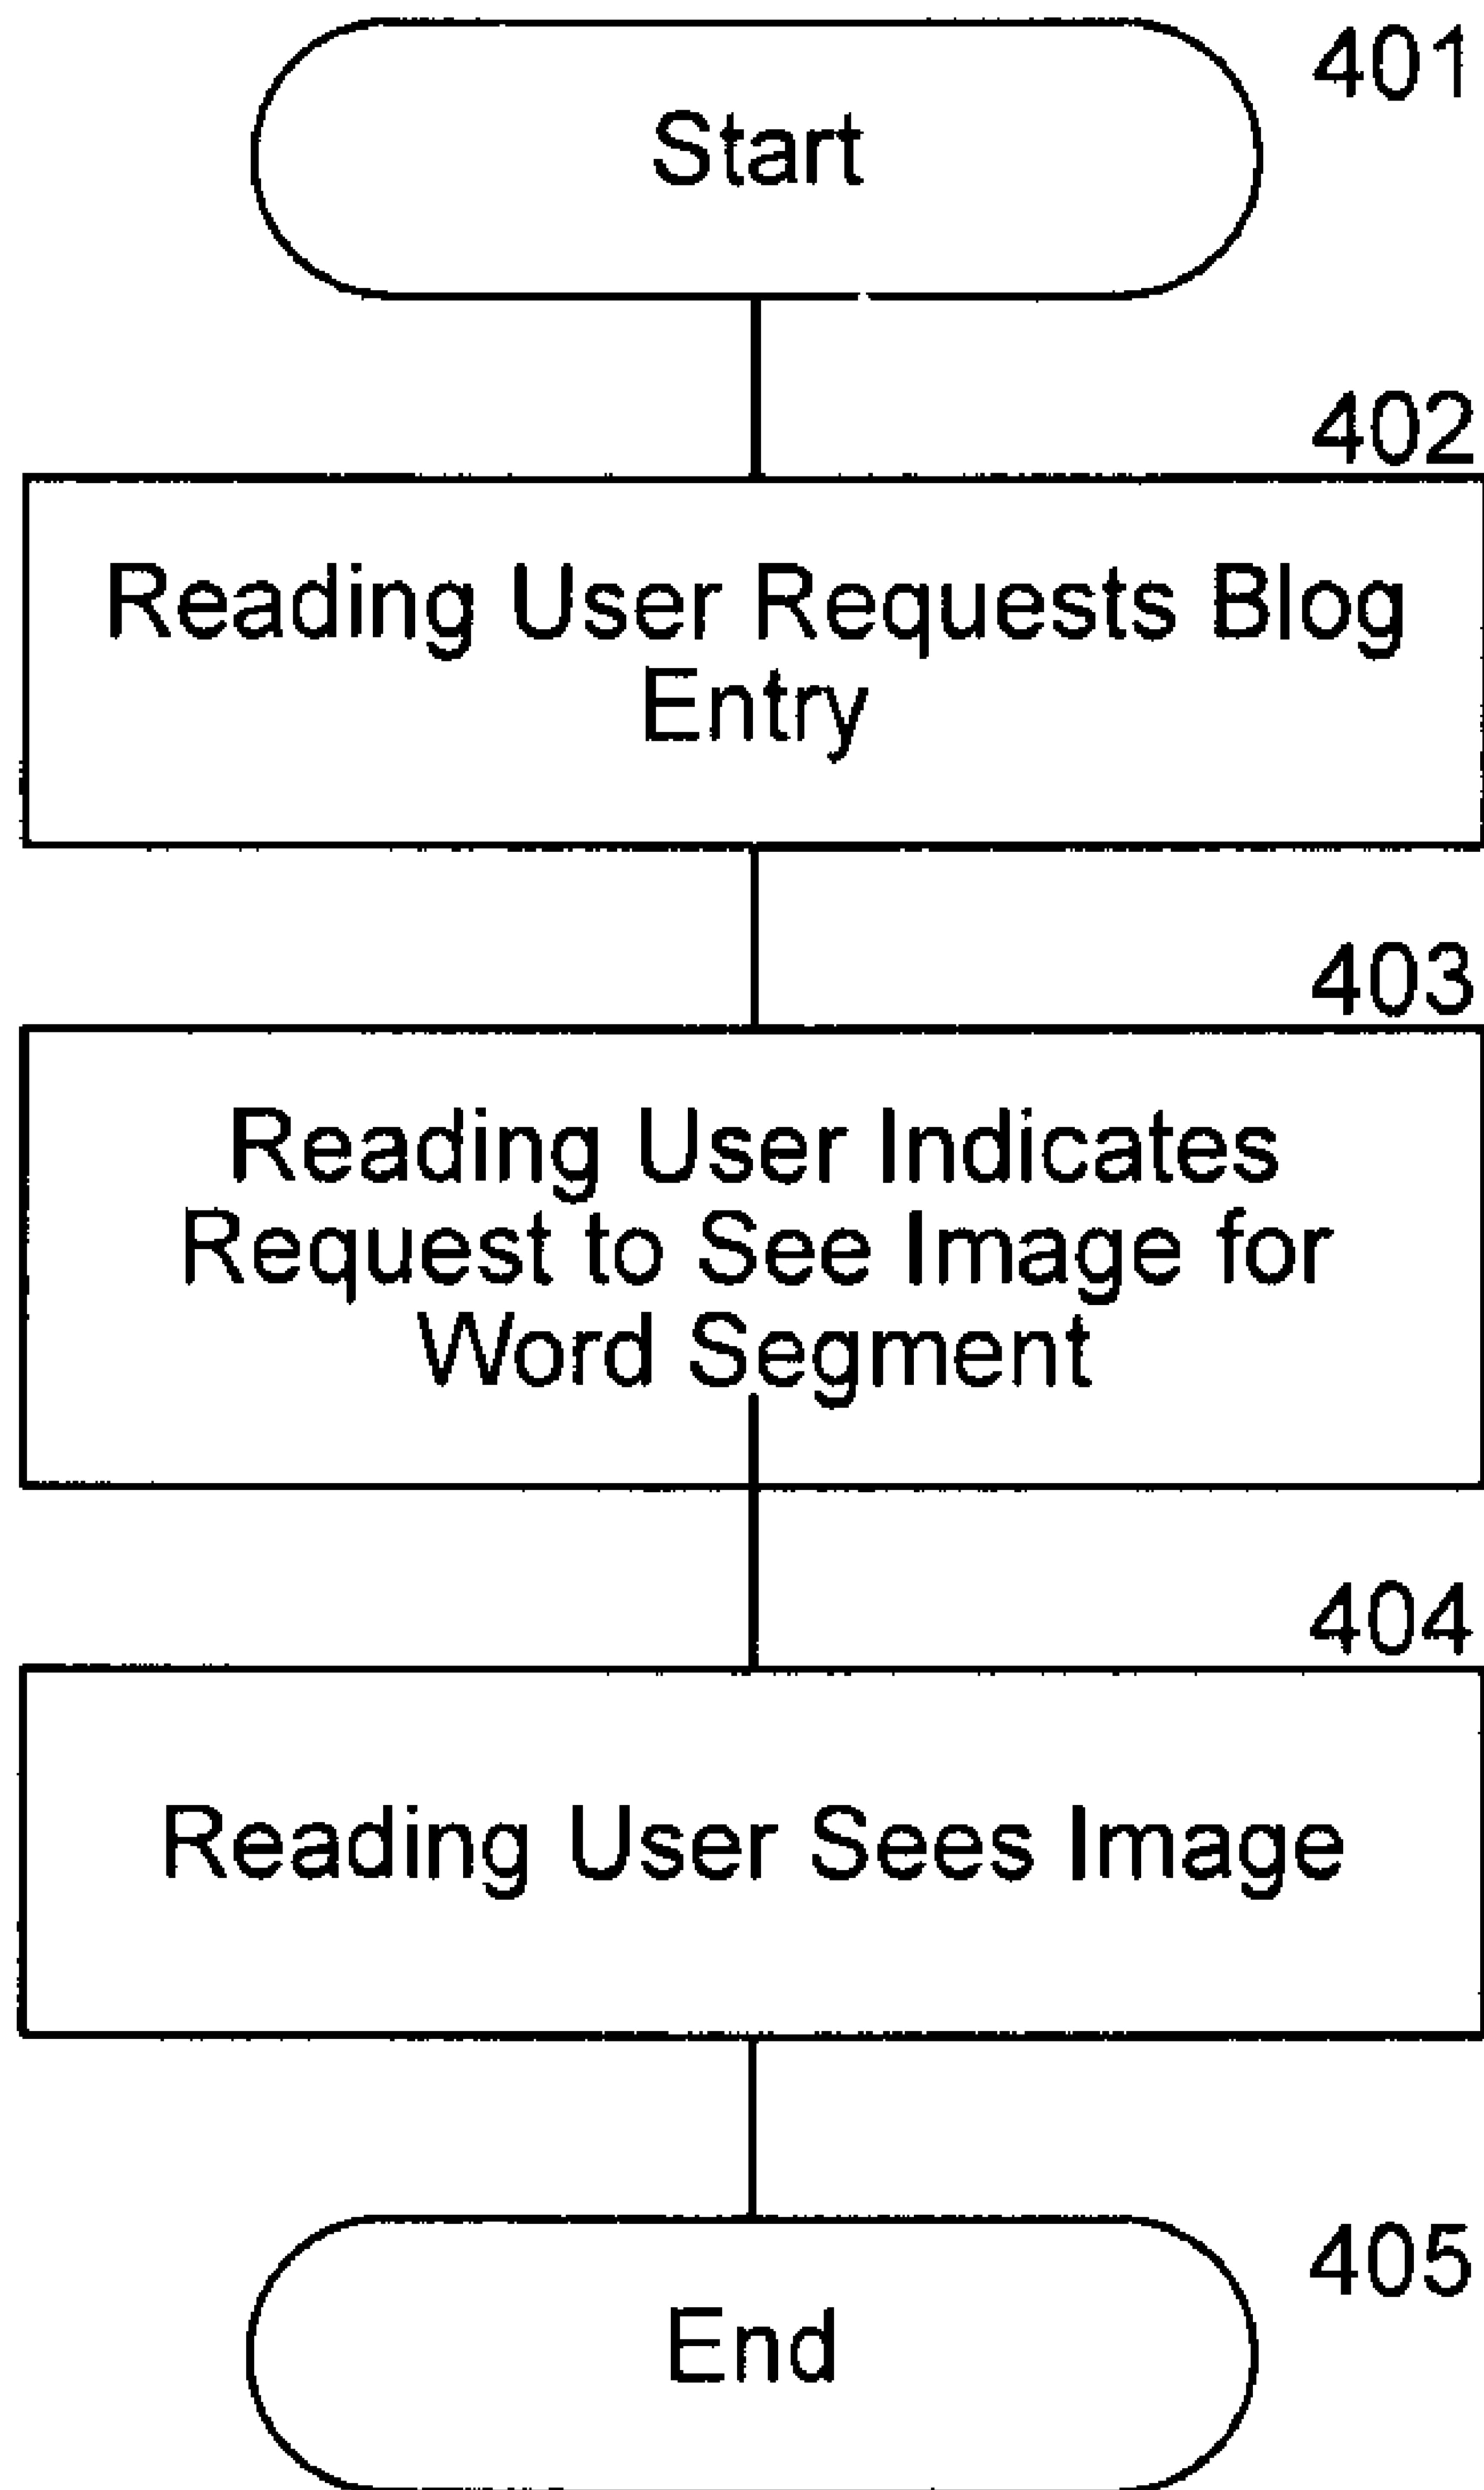 401
Start
402
Reading User Requests Blog
Entry
403
Reading User Indicates
Request to See Image for
Word Segment
404
Reading User Sees Image
405
End